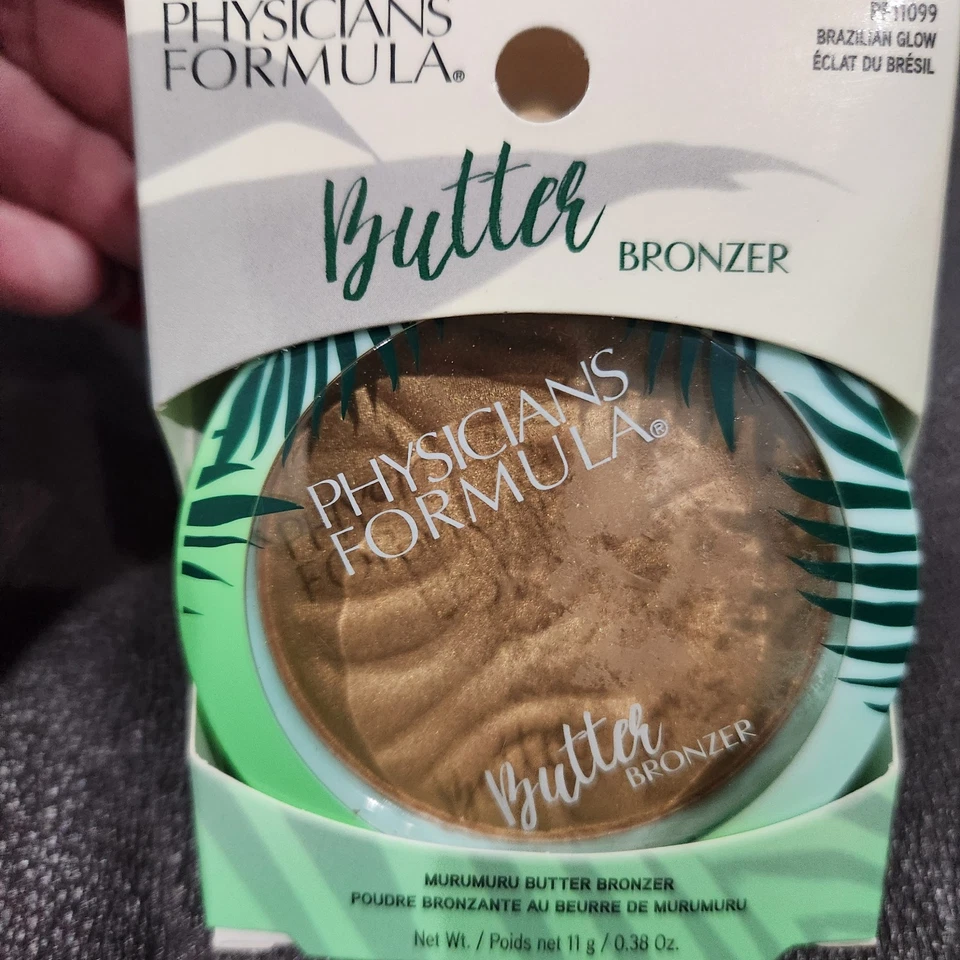 PHYSICIANS
FORMULA®
PF11099
BRAZILIAN GLOW
ÉCLAT DU BRÉSIL
Butter BRONZER
PHYSICIANS
FORMULA®
Butter
BRONZER
MURUMURU BUTTER BRONZER
POUDRE BRONZANTE AU BEURRE DE MURUMURU
Net Wt. / Poids net 11 g / 0.38 Oz.